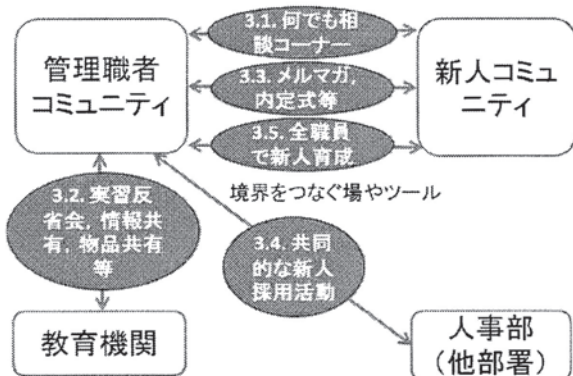 管理職者
コミュニティ
3.1. 何でも相
談コーナー
3.3. メルマガ,
内定式等
3.5. 全職員
で新人育成
新人コミュ
ニティ
境界をつなぐ場やツール
3.2. 実習反
省会, 情報共
有, 物品共有
等
3.4. 共同
的な新人
採用活動
教育機関
人事部
(他部署)